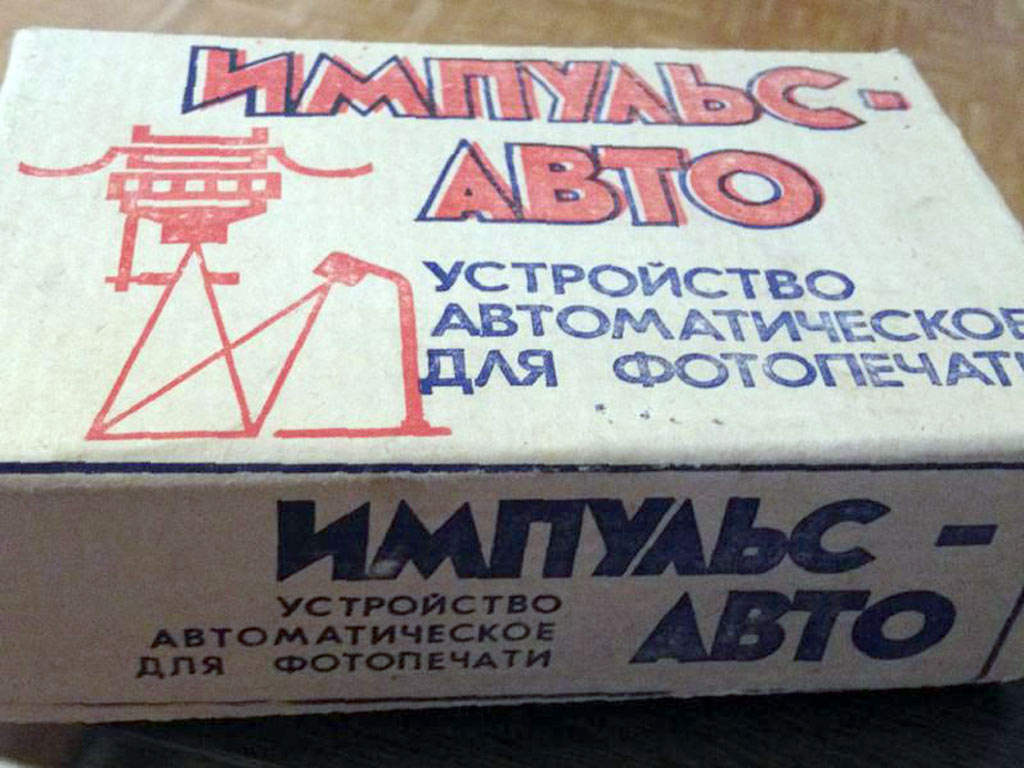 ИМПУЛЬС-
АВТО
УСТРОЙСТВО
АВТОМАТИЧЕСКОЕ
ДЛЯ ФОТОПЕЧАТИ
ИМПУЛЬС -
АВТО
УСТРОЙСТВО
АВТОМАТИЧЕСКОЕ
ДЛЯ ФОТОПЕЧАТИ